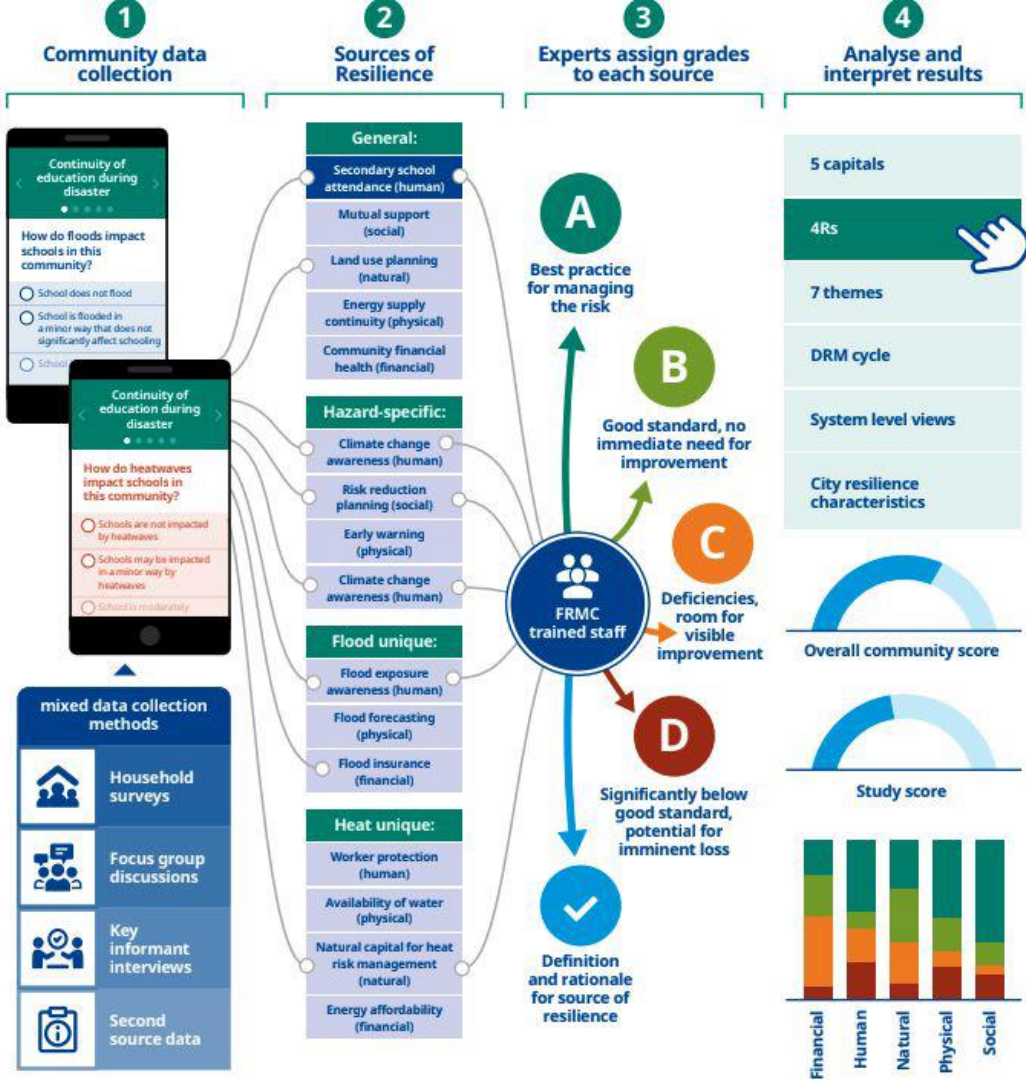 1
Community data
collection
Continuity of
education during
disaster
How do floods impact
schools in this
community?
School does not flood
School is flooded in
a minor way that does not
significantly affect schooling
School
Continuity of
education during
disaster
How do heatwaves
impact schools in
this community?
Schools are not impacted
by heatwaves
Schools may be impacted
in a minor way by
heatwaves
School is moderately
mixed data collection
methods
Household
surveys
Focus group
discussions
Key
informant
interviews
Second
source data
2
Sources of
Resilience
General:
Secondary school
attendance (human)
Mutual support
(social)
Land use planning
(natural)
Energy supply
continuity (physical)
Community financial
health (financial)
Hazard-specific:
Climate change
awareness (human)
Risk reduction
planning (social)
Early warning
(physical)
Climate change
awareness (human)
Flood unique:
Flood exposure
awareness (human)
Flood forecasting
(physical)
Flood insurance
(financial)
Heat unique:
Worker protection
(human)
Availability of water
(physical)
Natural capital for heat
risk management
(natural)
Energy affordability
(financial)
3
Experts assign grades
to each source
A
Best practice
for managing
the risk
B
Good standard, no
immediate need for
improvement
C
Deficiencies,
room for
visible
improvement
FRMC
trained staff
D
Significantly below
good standard,
potential for
imminent loss
Definition
and rationale
for source of
resilience
4
Analyse and
interpret results
5 capitals
4Rs
7 themes
DRM cycle
System level views
City resilience
characteristics
Overall community score
Study score
Financial
Human
Natural
Physical
Social